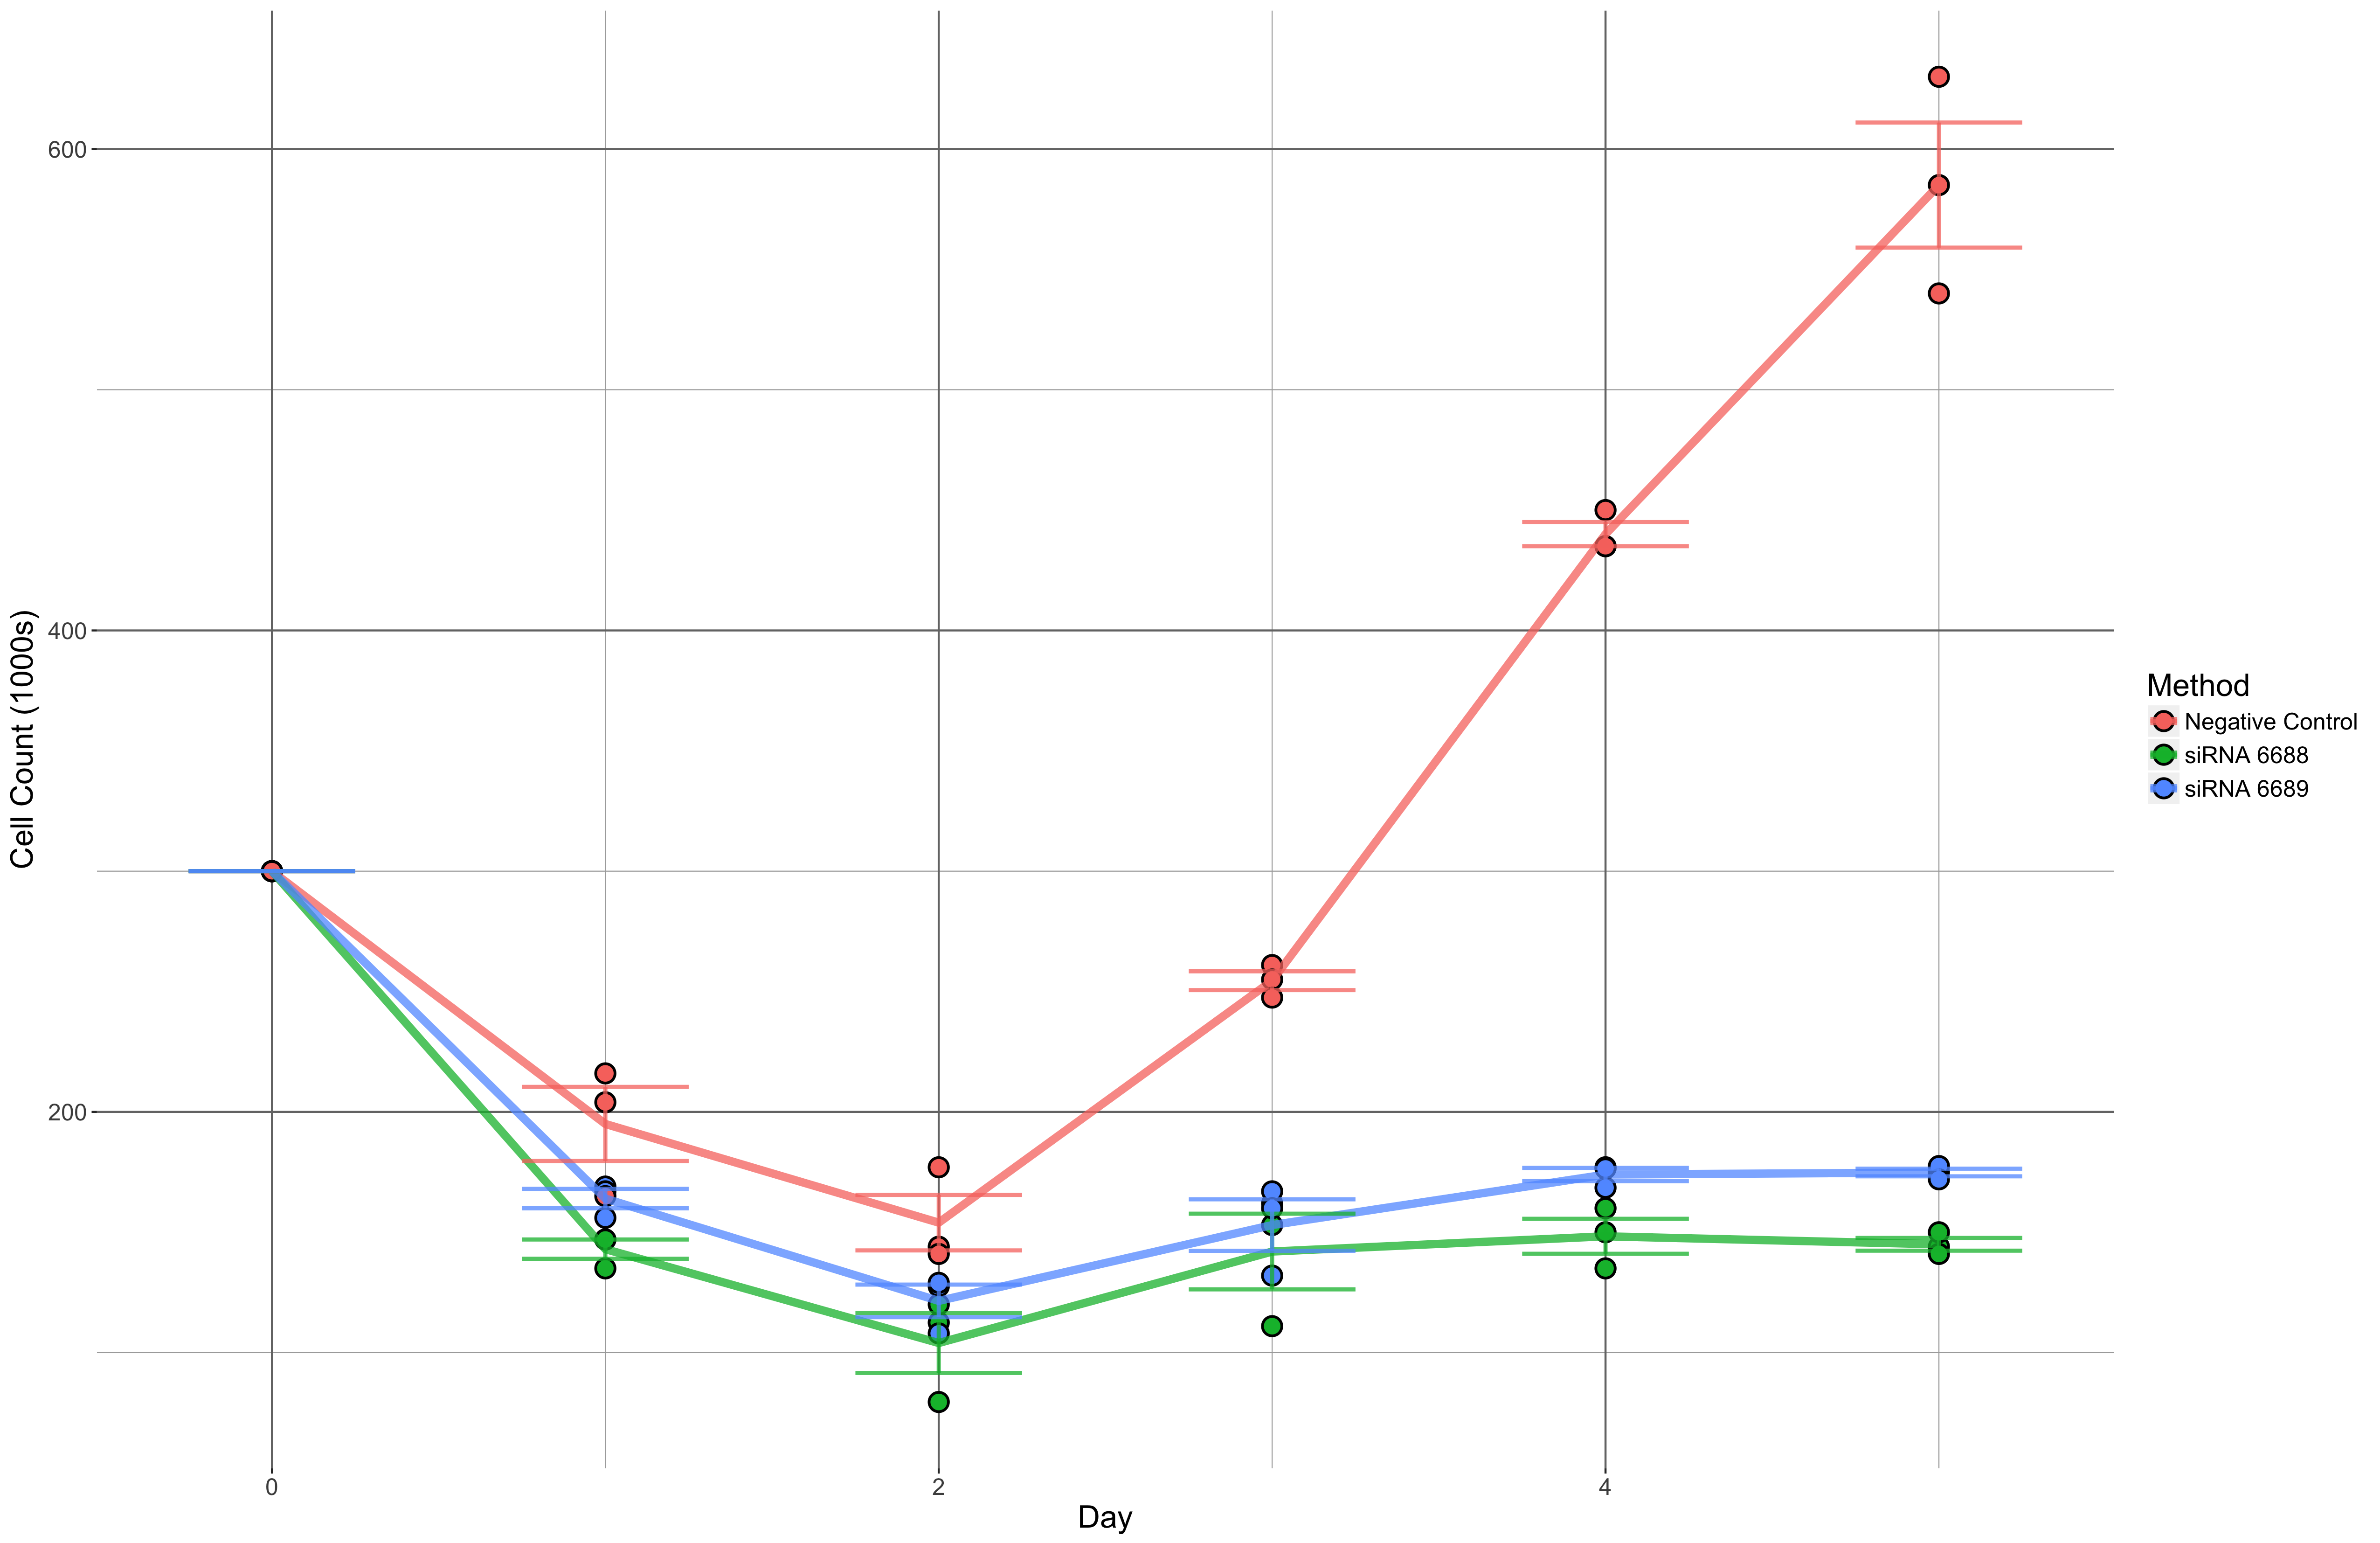 600
400
200
Cell Count (1000s)
0
2
4
Day
Method
Negative Control
siRNA 6688
siRNA 6689